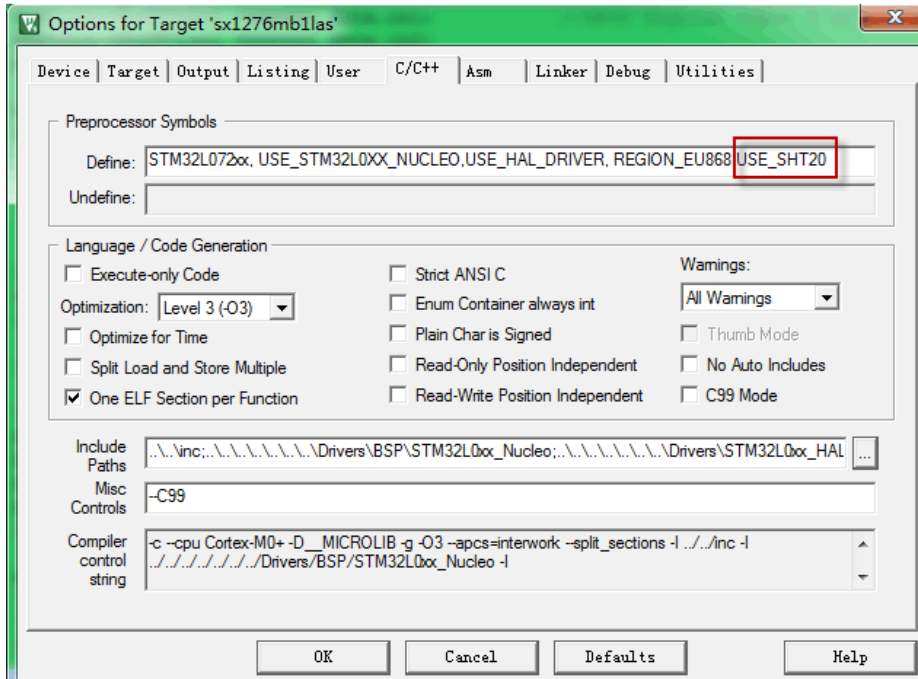 Options for Target 'sx1276mb1las'
Device Target Output Listing User C/C++ Asm Linker Debug Utilities
Preprocessor Symbols
Define: STM32L072xx, USE_STM32L0XX_NUCLEO,USE_HAL_DRIVER, REGION_EU868 USE_SHT20
Undefine:
Language / Code Generation
Execute-only Code Strict ANSI C Warnings:
Optimization: Level 3 (-O3) Enum Container always int All Warnings
Optimize for Time Plain Char is Signed Thumb Mode
Split Load and Store Multiple Read-Only Position Independent No Auto Includes
One ELF Section per Function Read-Write Position Independent C99 Mode
Include Paths ..\..\inc;..\..\..\..\..\..\..\Drivers\BSP\STM32L0xx_Nucleo;..\..\..\..\..\..\..\Drivers\STM32L0xx_HAL ...
Misc Controls --C99
Compiler control string -c --cpu Cortex-M0+ -D__MICROLIB -g -O3 --apcs=interwork --split_sections -I ../../inc -I
../../../../../../../Drivers/BSP/STM32L0xx_Nucleo -I
OK Cancel Defaults Help